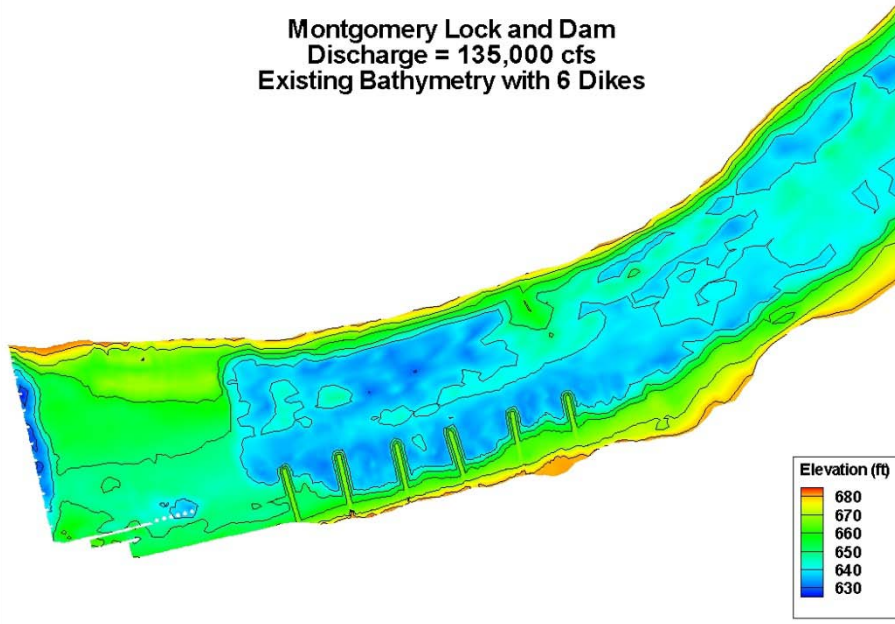 Montgomery Lock and Dam
Discharge = 135,000 cfs
Existing Bathymetry with 6 Dikes
Elevation (ft)
680
670
660
650
640
630